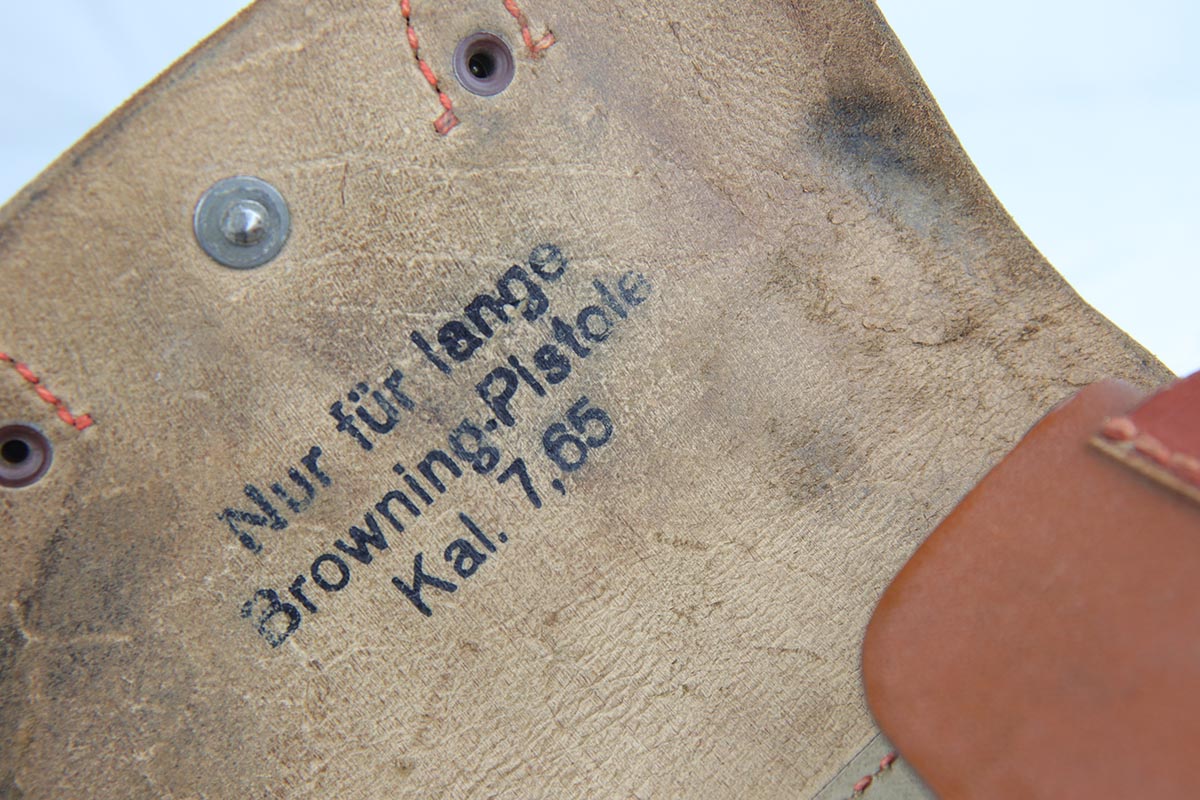 Nur für lange
Browning-Pistole
Kal. 7,65